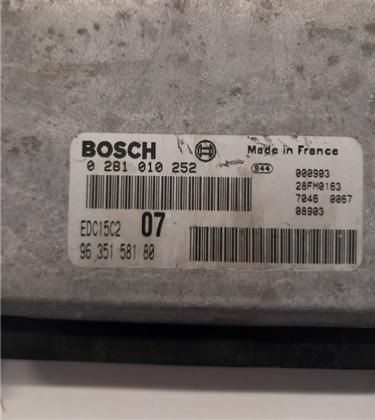 BOSCH Made in France
0 281 010 252 944 000903
28FM0163
7046 0067
08903
EDC15C2 07
96 351 581 80